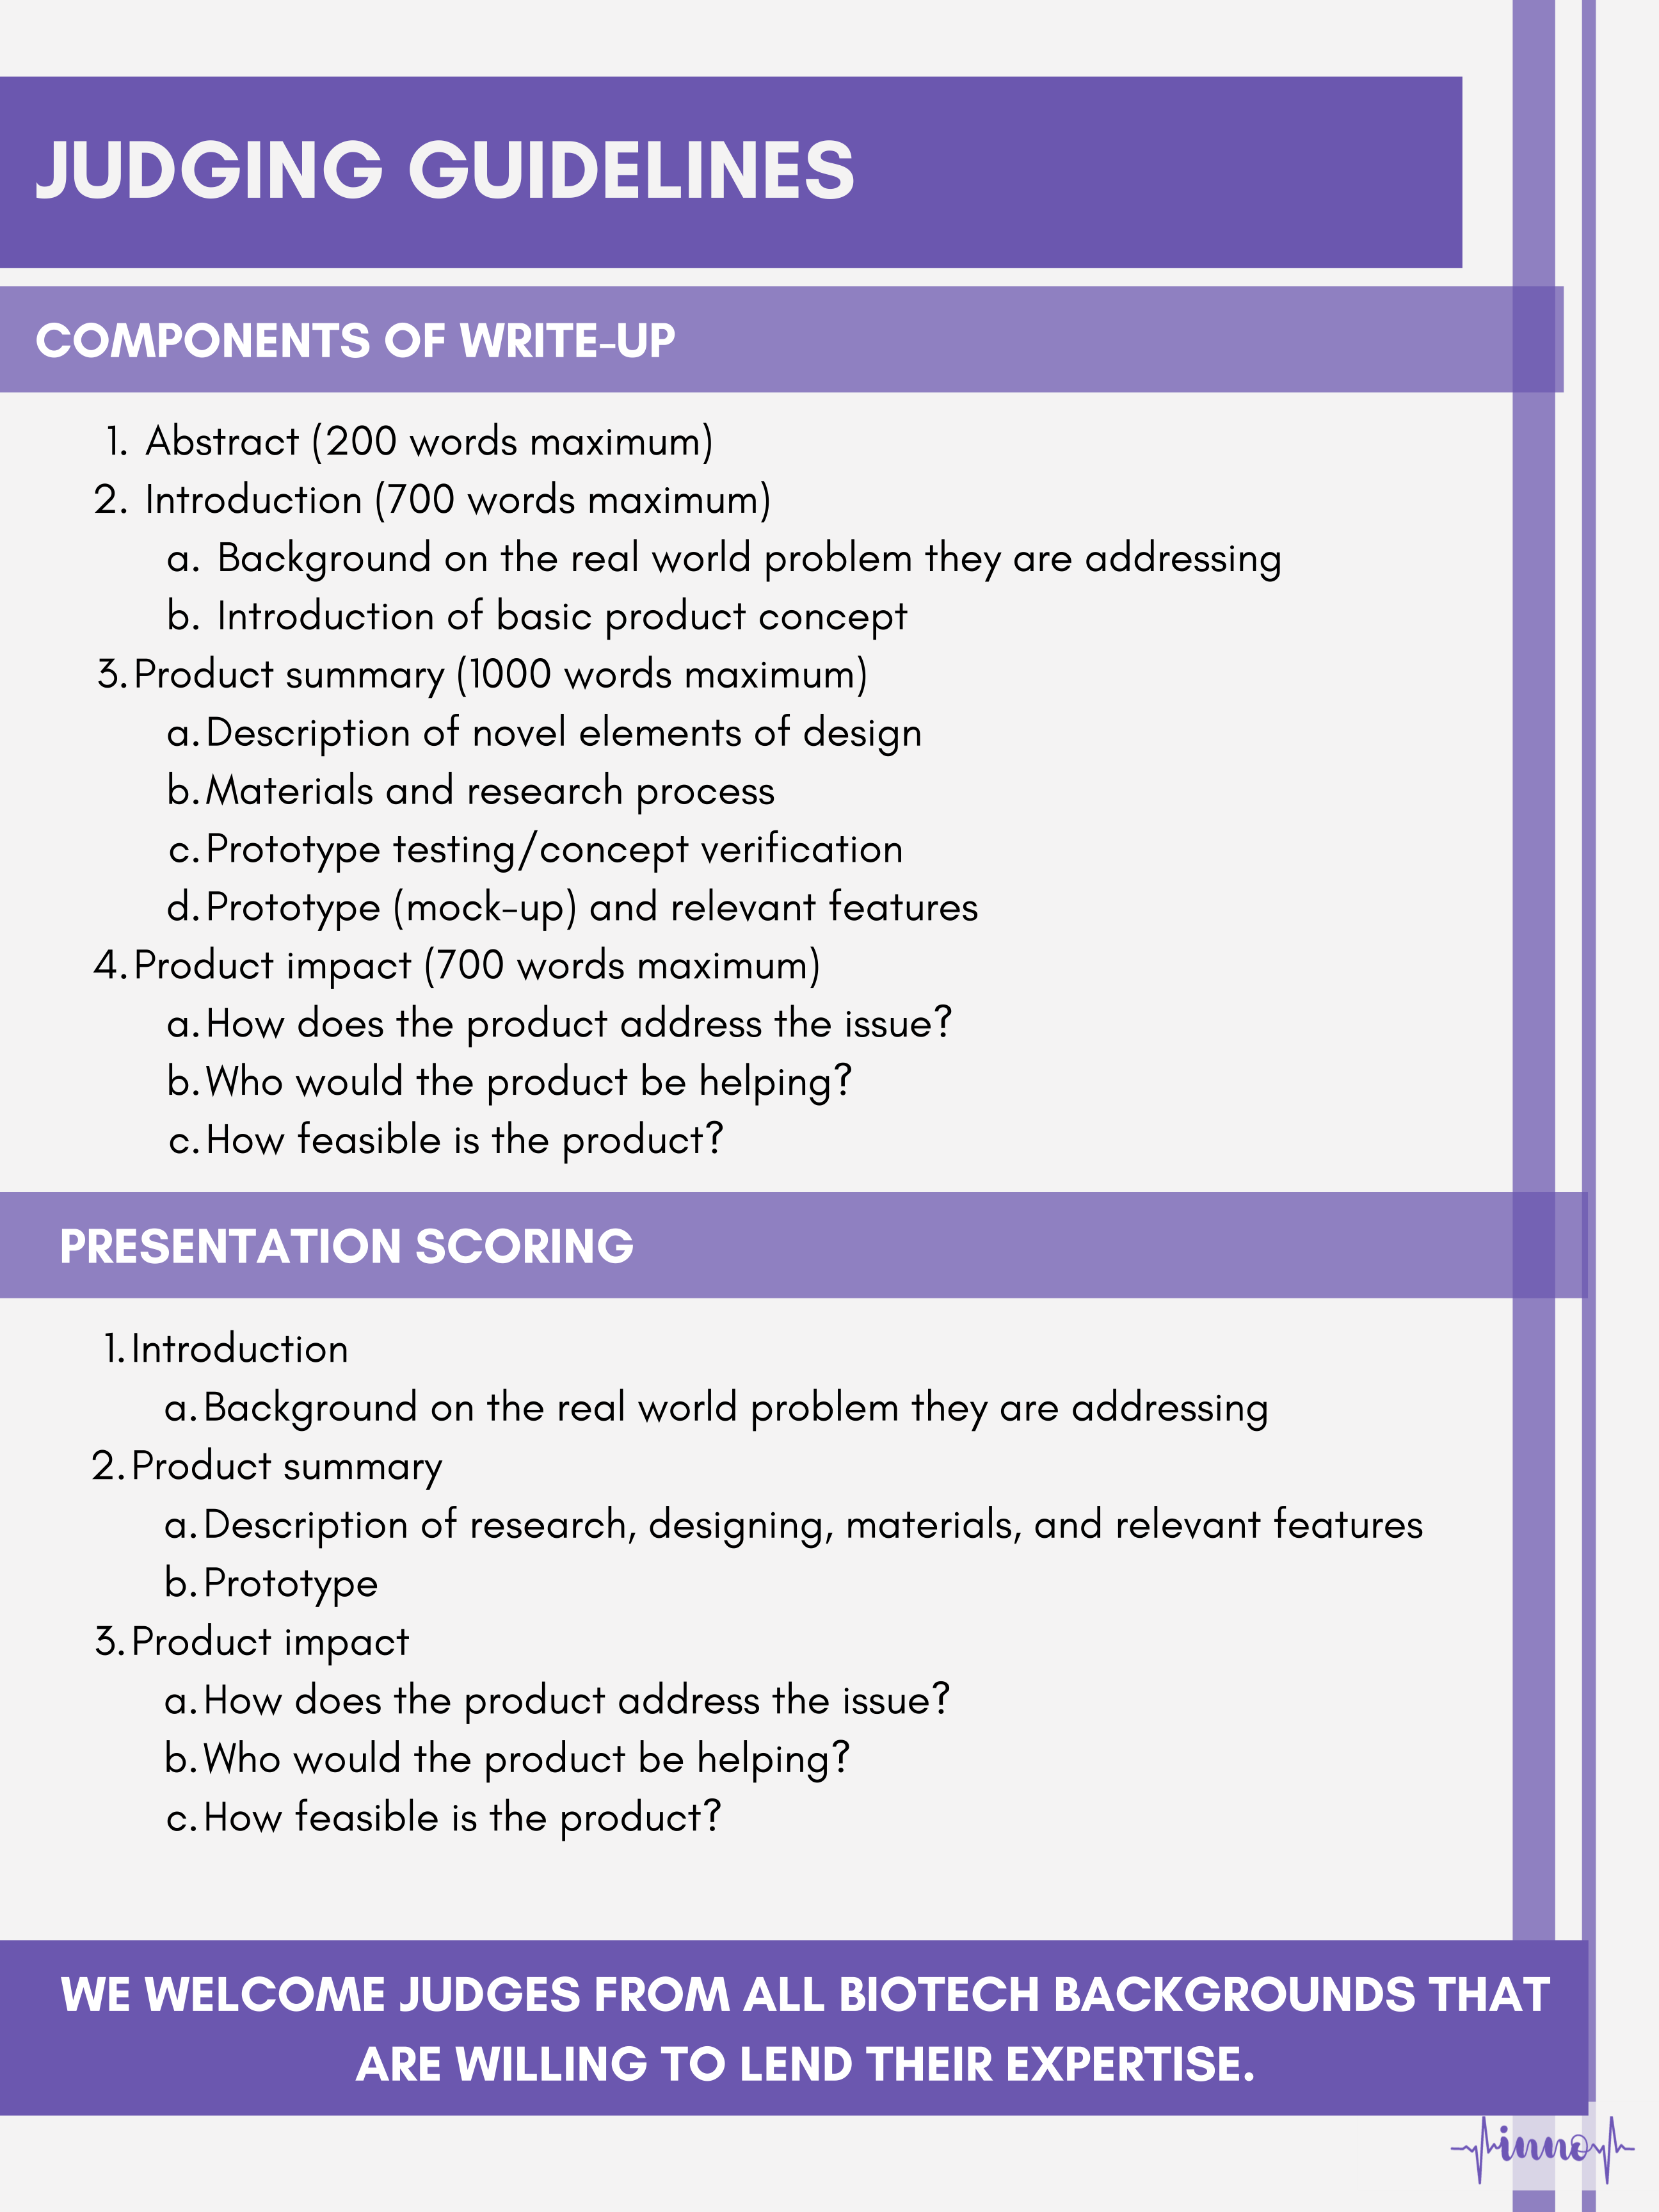 JUDGING GUIDELINES
COMPONENTS OF WRITE-UP
1. Abstract (200 words maximum)
2. Introduction (700 words maximum)
a. Background on the real world problem they are addressing
b. Introduction of basic product concept
3. Product summary (1000 words maximum)
a. Description of novel elements of design
b. Materials and research process
c. Prototype testing/concept verification
d. Prototype (mock-up) and relevant features
4. Product impact (700 words maximum)
a. How does the product address the issue?
b. Who would the product be helping?
c. How feasible is the product?
PRESENTATION SCORING
1. Introduction
a. Background on the real world problem they are addressing
2. Product summary
a. Description of research, designing, materials, and relevant features
b. Prototype
3. Product impact
a. How does the product address the issue?
b. Who would the product be helping?
c. How feasible is the product?
WE WELCOME JUDGES FROM ALL BIOTECH BACKGROUNDS THAT
ARE WILLING TO LEND THEIR EXPERTISE.
inno